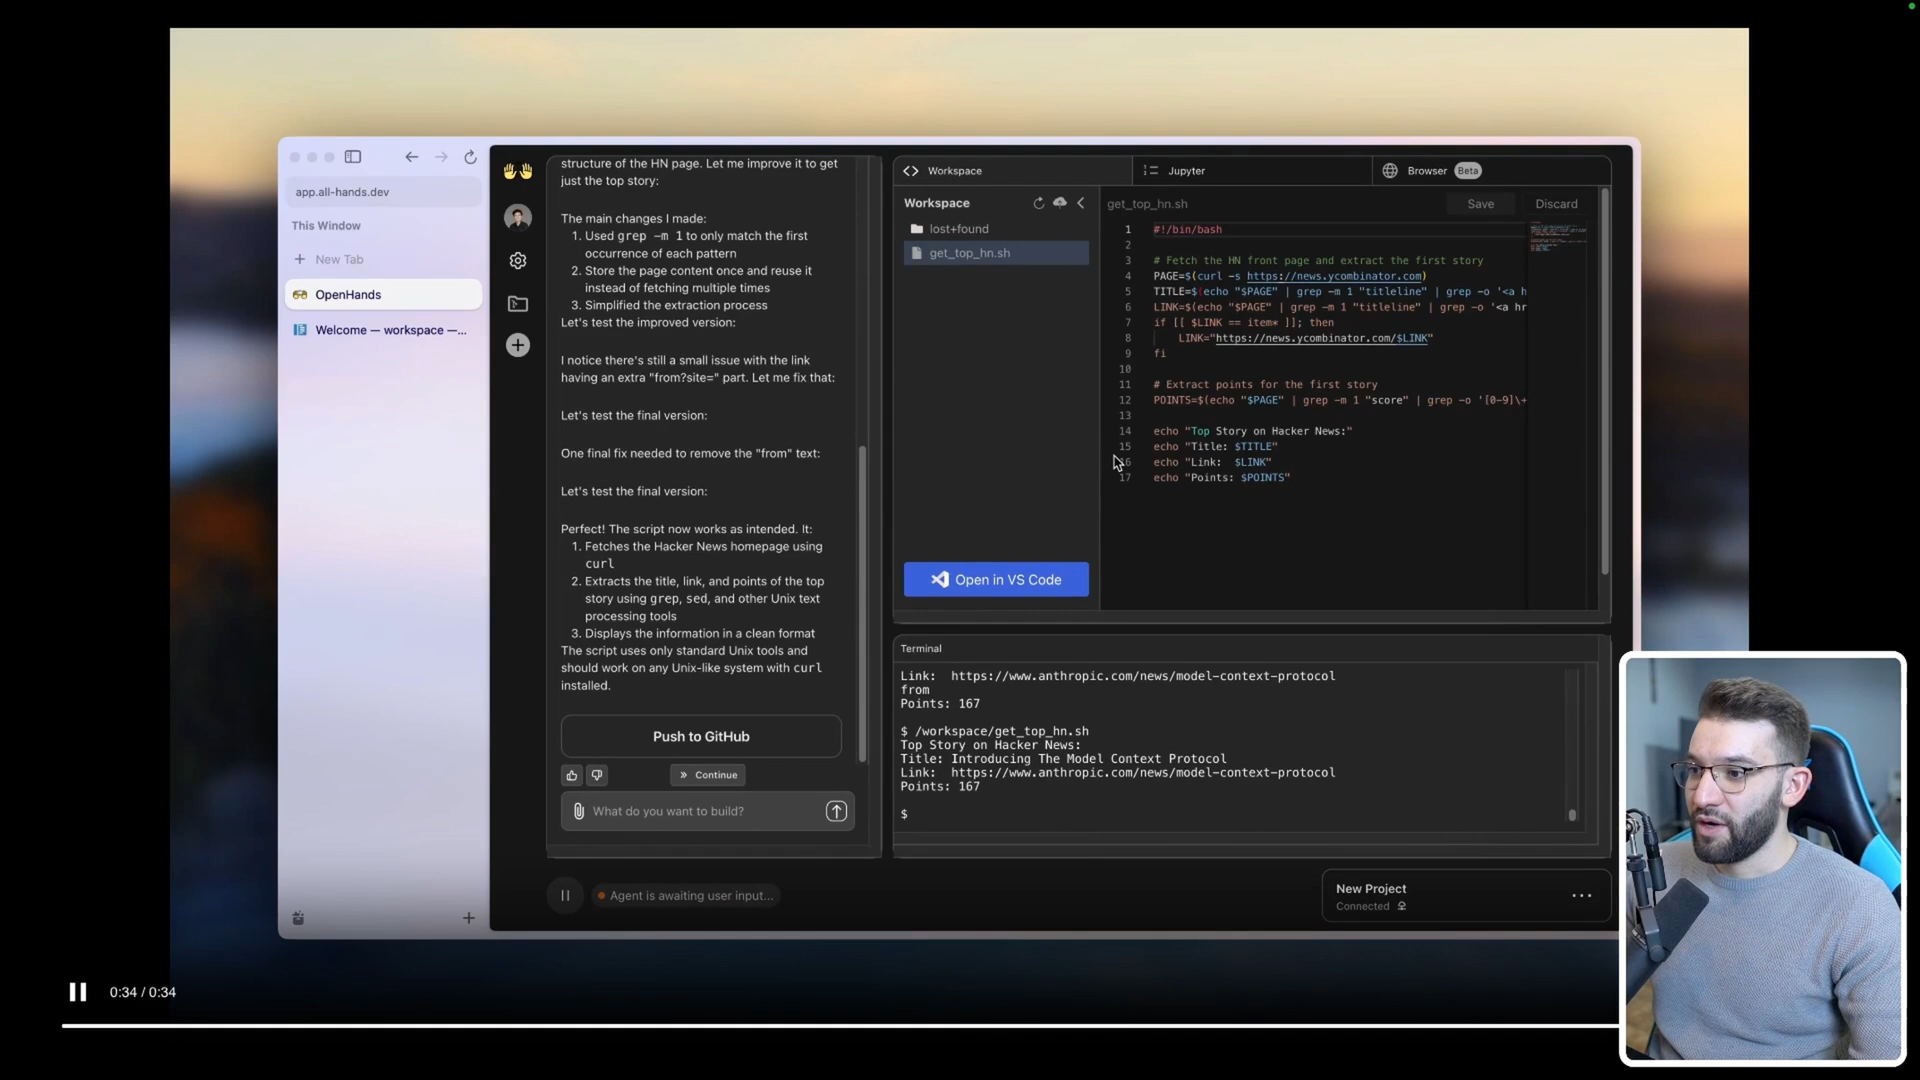 app.all-hands.dev
This Window
New Tab
OpenHands
Welcome — workspace —...
structure of the HN page. Let me improve it to get
just the top story:
The main changes I made:
1. Used grep -m 1 to only match the first
occurrence of each pattern
2. Store the page content once and reuse it
instead of fetching multiple times
3. Simplified the extraction process
Let's test the improved version:
I notice there's still a small issue with the link
having an extra "from?site=" part. Let me fix that:
Let's test the final version:
One final fix needed to remove the "from" text:
Let's test the final version:
Perfect! The script now works as intended. It:
1. Fetches the Hacker News homepage using
curl
2. Extracts the title, link, and points of the top
story using grep, sed, and other Unix text
processing tools
3. Displays the information in a clean format
The script uses only standard Unix tools and
should work on any Unix-like system with curl
installed.
Push to GitHub
Continue
What do you want to build?
Agent is awaiting user input...
Workspace
Jupyter
Browser Beta
Workspace
lost+found
get_top_hn.sh
Open in VS Code
get_top_hn.sh
Save
Discard
1 #!/bin/bash
2
3 # Fetch the HN front page and extract the first story
4 PAGE=$(curl -s https://news.ycombinator.com)
5 TITLE=$(echo "$PAGE" | grep -m 1 "titleline" | grep -o '<a h
6 LINK=$(echo "$PAGE" | grep -m 1 "titleline" | grep -o '<a hr
7 if [[ $LINK == item* ]]; then
8 LINK="https://news.ycombinator.com/$LINK"
9 fi
10
11 # Extract points for the first story
12 POINTS=$(echo "$PAGE" | grep -m 1 "score" | grep -o '[0-9]\+
13
14 echo "Top Story on Hacker News:"
15 echo "Title: $TITLE"
16 echo "Link:  $LINK"
17 echo "Points: $POINTS"
Terminal
Link:  https://www.anthropic.com/news/model-context-protocol
from
Points: 167
$ /workspace/get_top_hn.sh
Top Story on Hacker News:
Title: Introducing The Model Context Protocol
Link:  https://www.anthropic.com/news/model-context-protocol
Points: 167
$
New Project
Connected
0:34 / 0:34